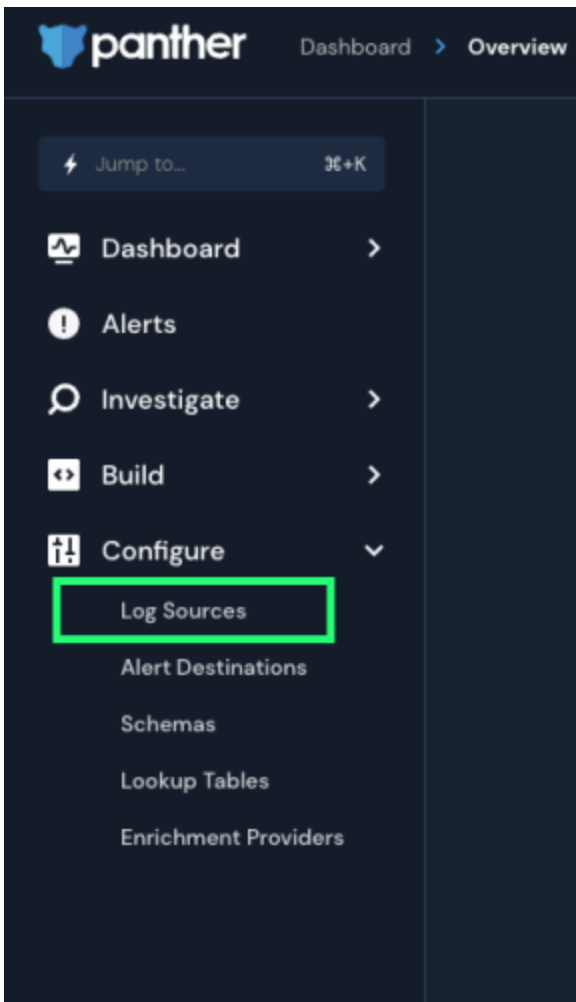 panther Dashboard > Overview
Jump to... ⌘+K
Dashboard
Alerts
Investigate
Build
Configure
Log Sources
Alert Destinations
Schemas
Lookup Tables
Enrichment Providers